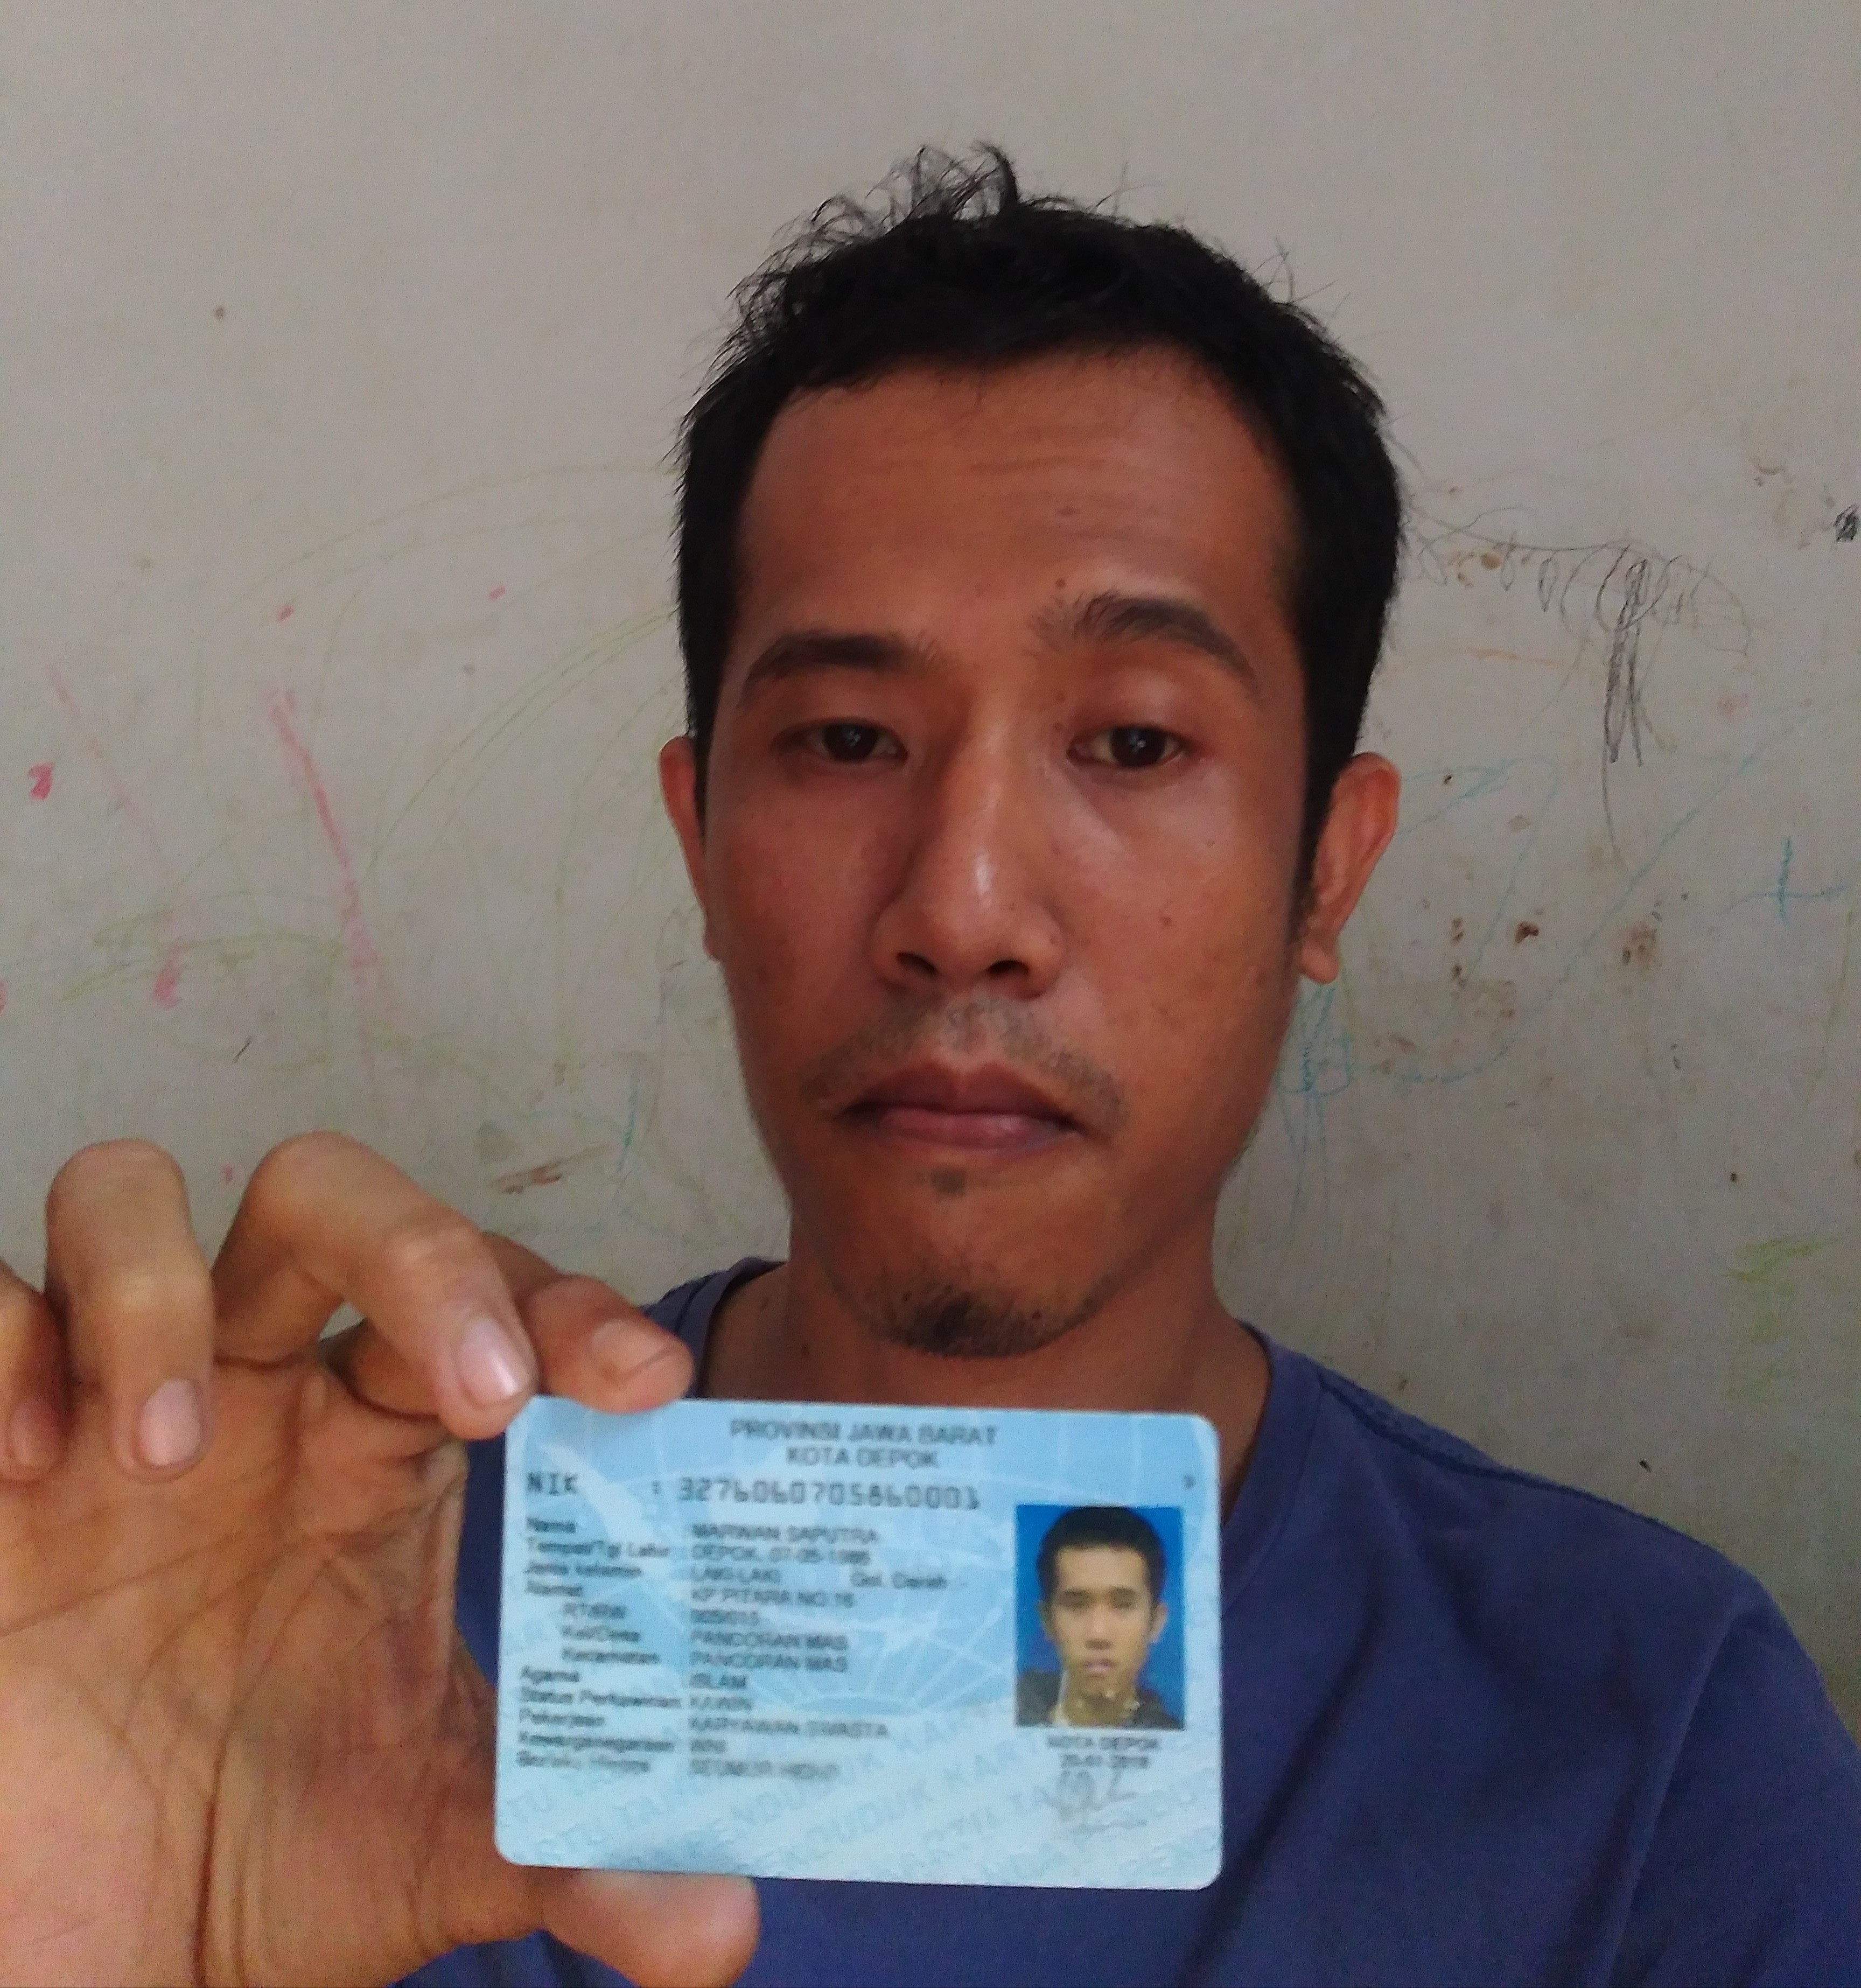 PROVINSI JAWA BARAT
KOTA DEPOK
NIK : 3276060705860001
Nama : MARWAN SAPUTRA
Tempat/Tgl Lahir : DEPOK, 07-05-1986
Jenis kelamin : LAKI-LAKI Gol. Darah : -
Alamat : KP PITARA NO.16
RT/RW :
Kel/Desa : PANCORAN MAS
Kecamatan : PANCORAN MAS
Agama : ISLAM
Status Perkawinan: KAWIN
Pekerjaan : KARYAWAN SWASTA
Kewarganegaraan: WNI
Berlaku Hingga : SEUMUR HIDUP
KOTA DEPOK